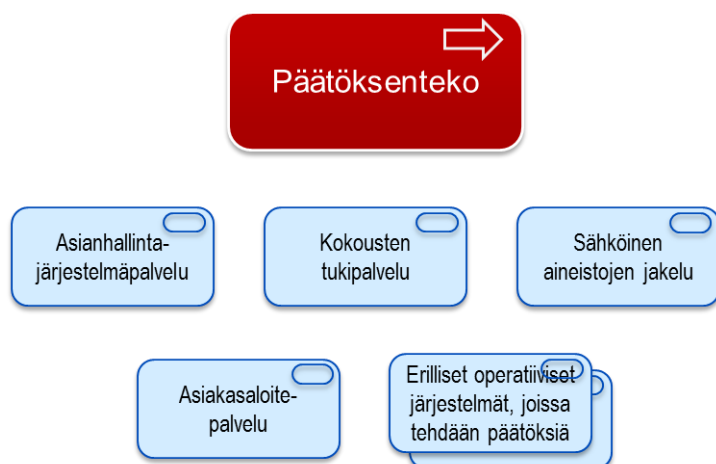 Päätöksenteko
Asianhallinta-
järjestelmäpalvelu
Kokousten
tukipalvelu
Sähköinen
aineistojen jakelu
Asiakasaloite-
palvelu
Erilliset operatiiviset
järjestelmät, joissa
tehdään päätöksiä